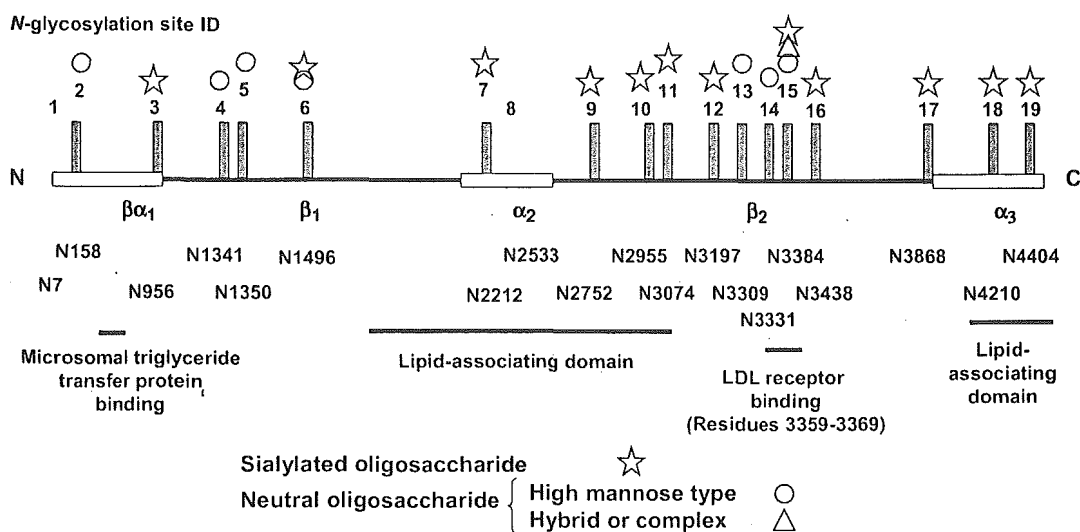 N-glycosylation site ID
1 2 3 4 5 6 7 8 9 10 11 12 13 14 15 16 17 18 19
N C
βα1 β1 α2 β2 α3
N158 N1341 N1496 N2533 N2955 N3197 N3384 N3868 N4404
N7 N956 N1350 N2212 N2752 N3074 N3309 N3438 N4210
N3331
Microsomal triglyceride
transfer protein
binding
Lipid-associating domain
LDL receptor
binding
(Residues 3359-3369)
Lipid-
associating
domain
Sialylated oligosaccharide
Neutral oligosaccharide
High mannose type
Hybrid or complex